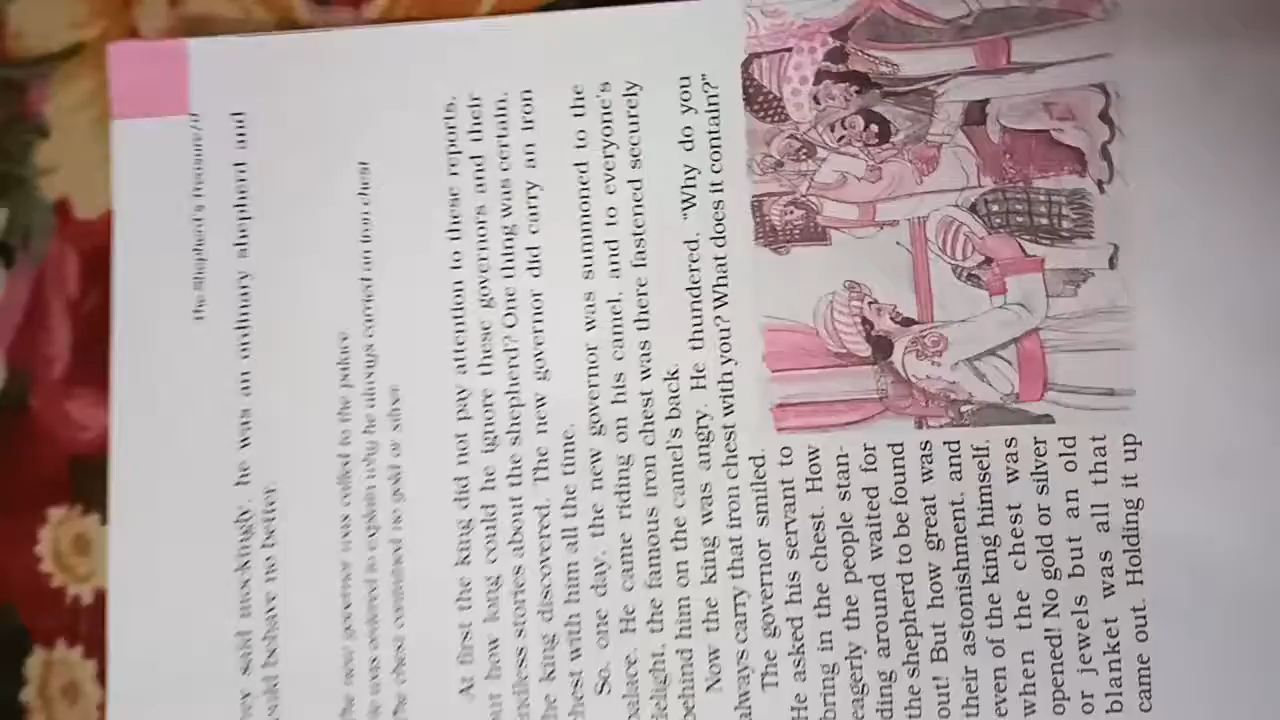 The Shepherd's Treasure/
they said mockingly, he was an ordinary shepherd and
could behave no better.
The new governor was called to the palace.
He was ordered to explain why he always carried an iron chest
The chest contained no gold or silver.
At first the king did not pay attention to these reports.
But how long could he ignore these governors and their
endless stories about the shepherd? One thing was certain,
the king discovered. The new governor did carry an iron
chest with him all the time.
So, one day, the new governor was summoned to the
palace. He came riding on his camel, and to everyone's
delight, the famous iron chest was there fastened securely
behind him on the camel's back.
Now the king was angry. He thundered, "Why do you
always carry that iron chest with you? What does it contain?"
The governor smiled.
He asked his servant to
bring in the chest. How
eagerly the people stan-
ding around waited for
the shepherd to be found
out! But how great was
their astonishment, and
even of the king himself,
when the chest was
opened! No gold or silver
or jewels but an old
blanket was all that
came out. Holding it up